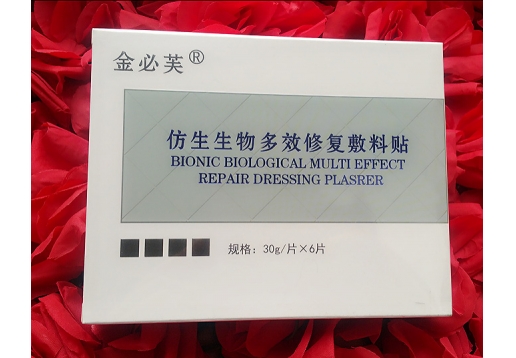 金必芙®
仿生生物多效修复敷料贴
BIONIC BIOLOGICAL MULTI EFFECT
REPAIR DRESSING PLASRER
规格：30g/片×6片